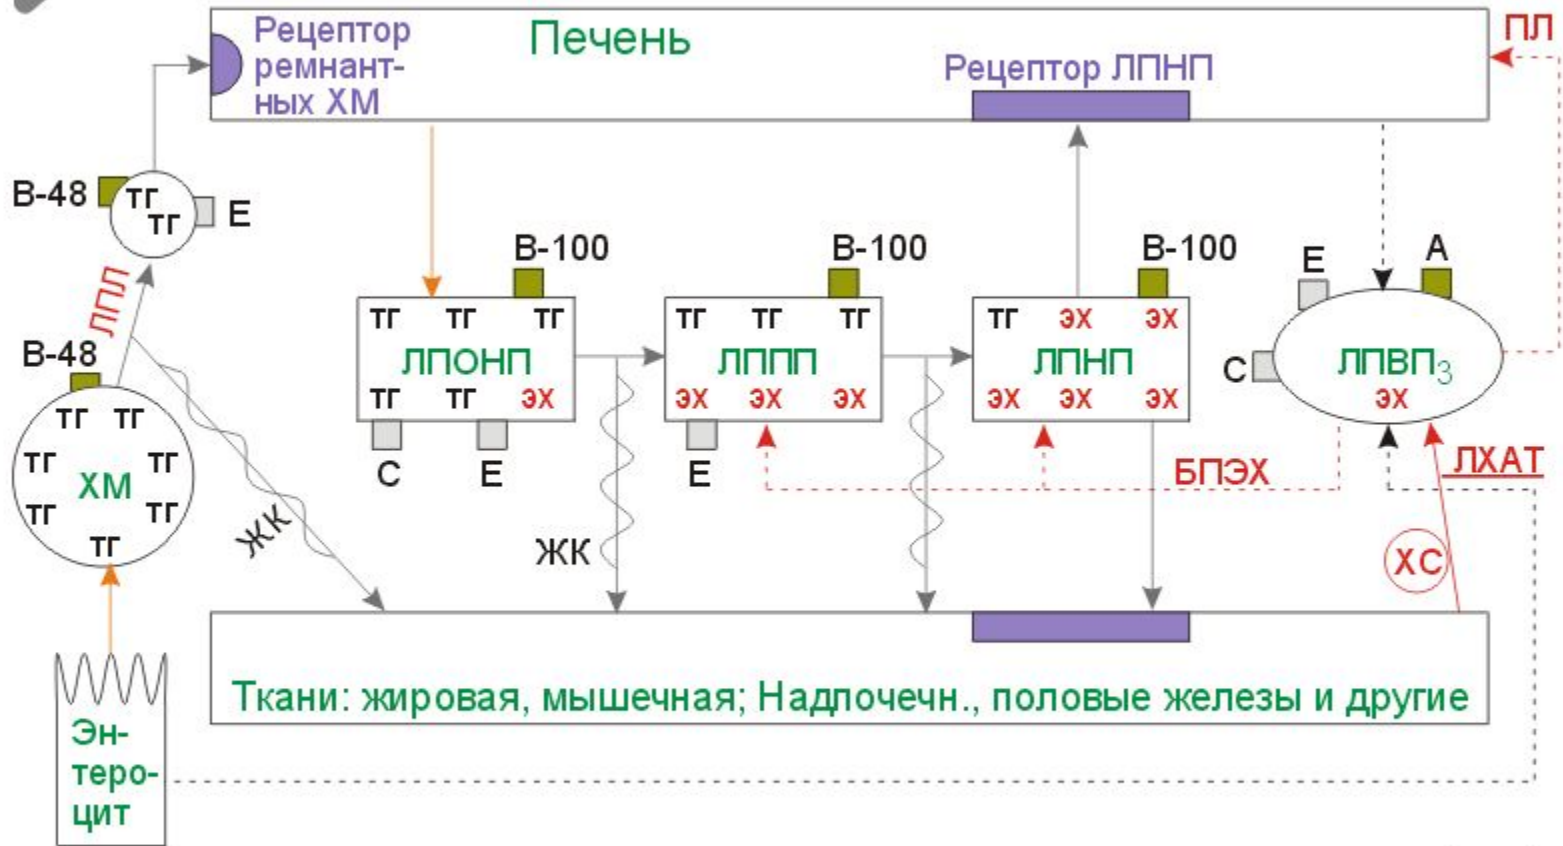 Рецептор
ремнант-
ных ХМ
Печень
Рецептор ЛПНП
ПЛ
В-48
ТГ
ТГ
Е
ЛПЛ
В-48
ТГ ТГ
ТГ ТГ
ХМ
ТГ ТГ
ТГ
ЖК
В-100
ТГ ТГ ТГ
ЛПОНП
ТГ ТГ ЭХ
С Е
ЖК
В-100
ТГ ТГ ТГ
ЛППП
ЭХ ЭХ ЭХ
Е
В-100
ТГ ЭХ ЭХ
ЛПНП
ЭХ ЭХ ЭХ
БПЭХ
Е А
С
ЛПВП3
ЭХ
ЛХАТ
ХС
Ткани: жировая, мышечная; Надпочечн., половые железы и другие
Эн-
теро-
цит